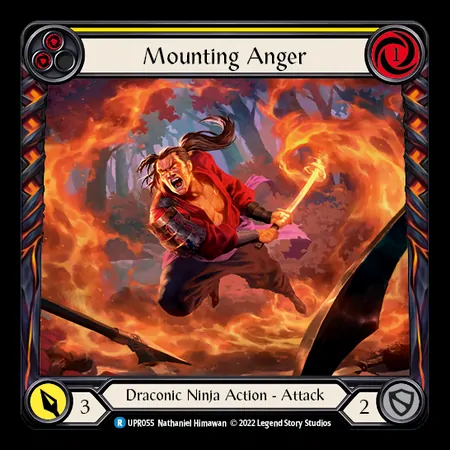 Mounting Anger
1
3
Draconic Ninja Action - Attack
2
R UPR055 Nathaniel Himawan © 2022 Legend Story Studios